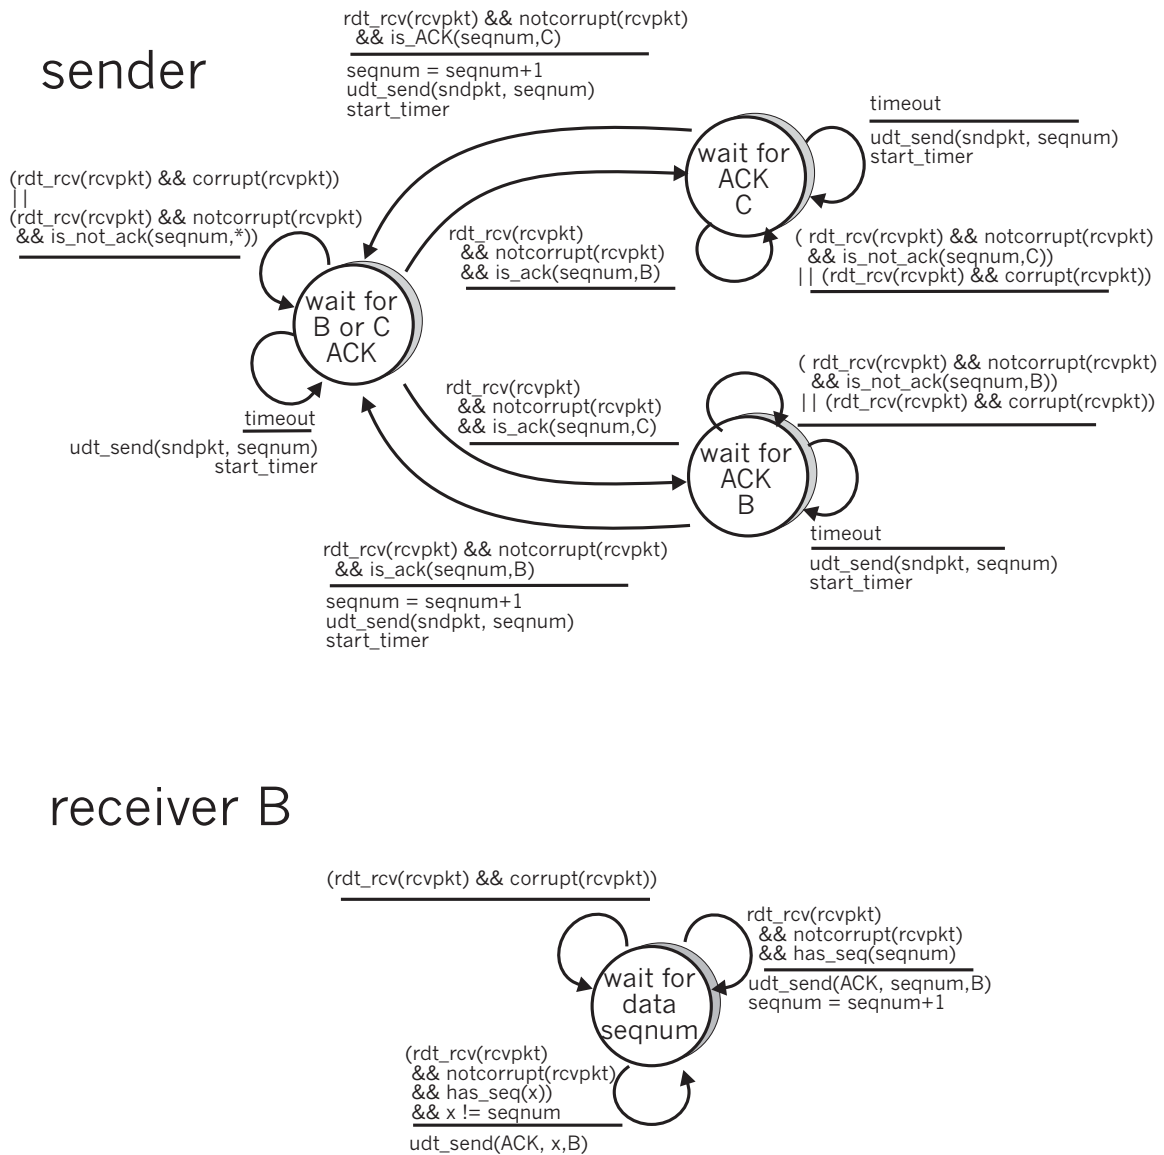 sender
rdt_rcv(rcvpkt) && notcorrupt(rcvpkt)
&& is_ACK(seqnum,C)
seqnum = seqnum+1
udt_send(sndpkt, seqnum)
start_timer
wait for
ACK
C
timeout
udt_send(sndpkt, seqnum)
start_timer
(rdt_rcv(rcvpkt) && corrupt(rcvpkt))
||
(rdt_rcv(rcvpkt) && notcorrupt(rcvpkt)
&& is_not_ack(seqnum,*))
rdt_rcv(rcvpkt)
&& notcorrupt(rcvpkt)
&& is_ack(seqnum,B)
( rdt_rcv(rcvpkt) && notcorrupt(rcvpkt)
&& is_not_ack(seqnum,C))
|| (rdt_rcv(rcvpkt) && corrupt(rcvpkt))
wait for
B or C
ACK
timeout
udt_send(sndpkt, seqnum)
start_timer
rdt_rcv(rcvpkt)
&& notcorrupt(rcvpkt)
&& is_ack(seqnum,C)
( rdt_rcv(rcvpkt) && notcorrupt(rcvpkt)
&& is_not_ack(seqnum,B))
|| (rdt_rcv(rcvpkt) && corrupt(rcvpkt))
wait for
ACK
B
timeout
udt_send(sndpkt, seqnum)
start_timer
rdt_rcv(rcvpkt) && notcorrupt(rcvpkt)
&& is_ack(seqnum,B)
seqnum = seqnum+1
udt_send(sndpkt, seqnum)
start_timer
receiver B
(rdt_rcv(rcvpkt) && corrupt(rcvpkt))
rdt_rcv(rcvpkt)
&& notcorrupt(rcvpkt)
&& has_seq(seqnum)
udt_send(ACK, seqnum,B)
seqnum = seqnum+1
wait for
data
seqnum
(rdt_rcv(rcvpkt)
&& notcorrupt(rcvpkt)
&& has_seq(x))
&& x != seqnum
udt_send(ACK, x,B)